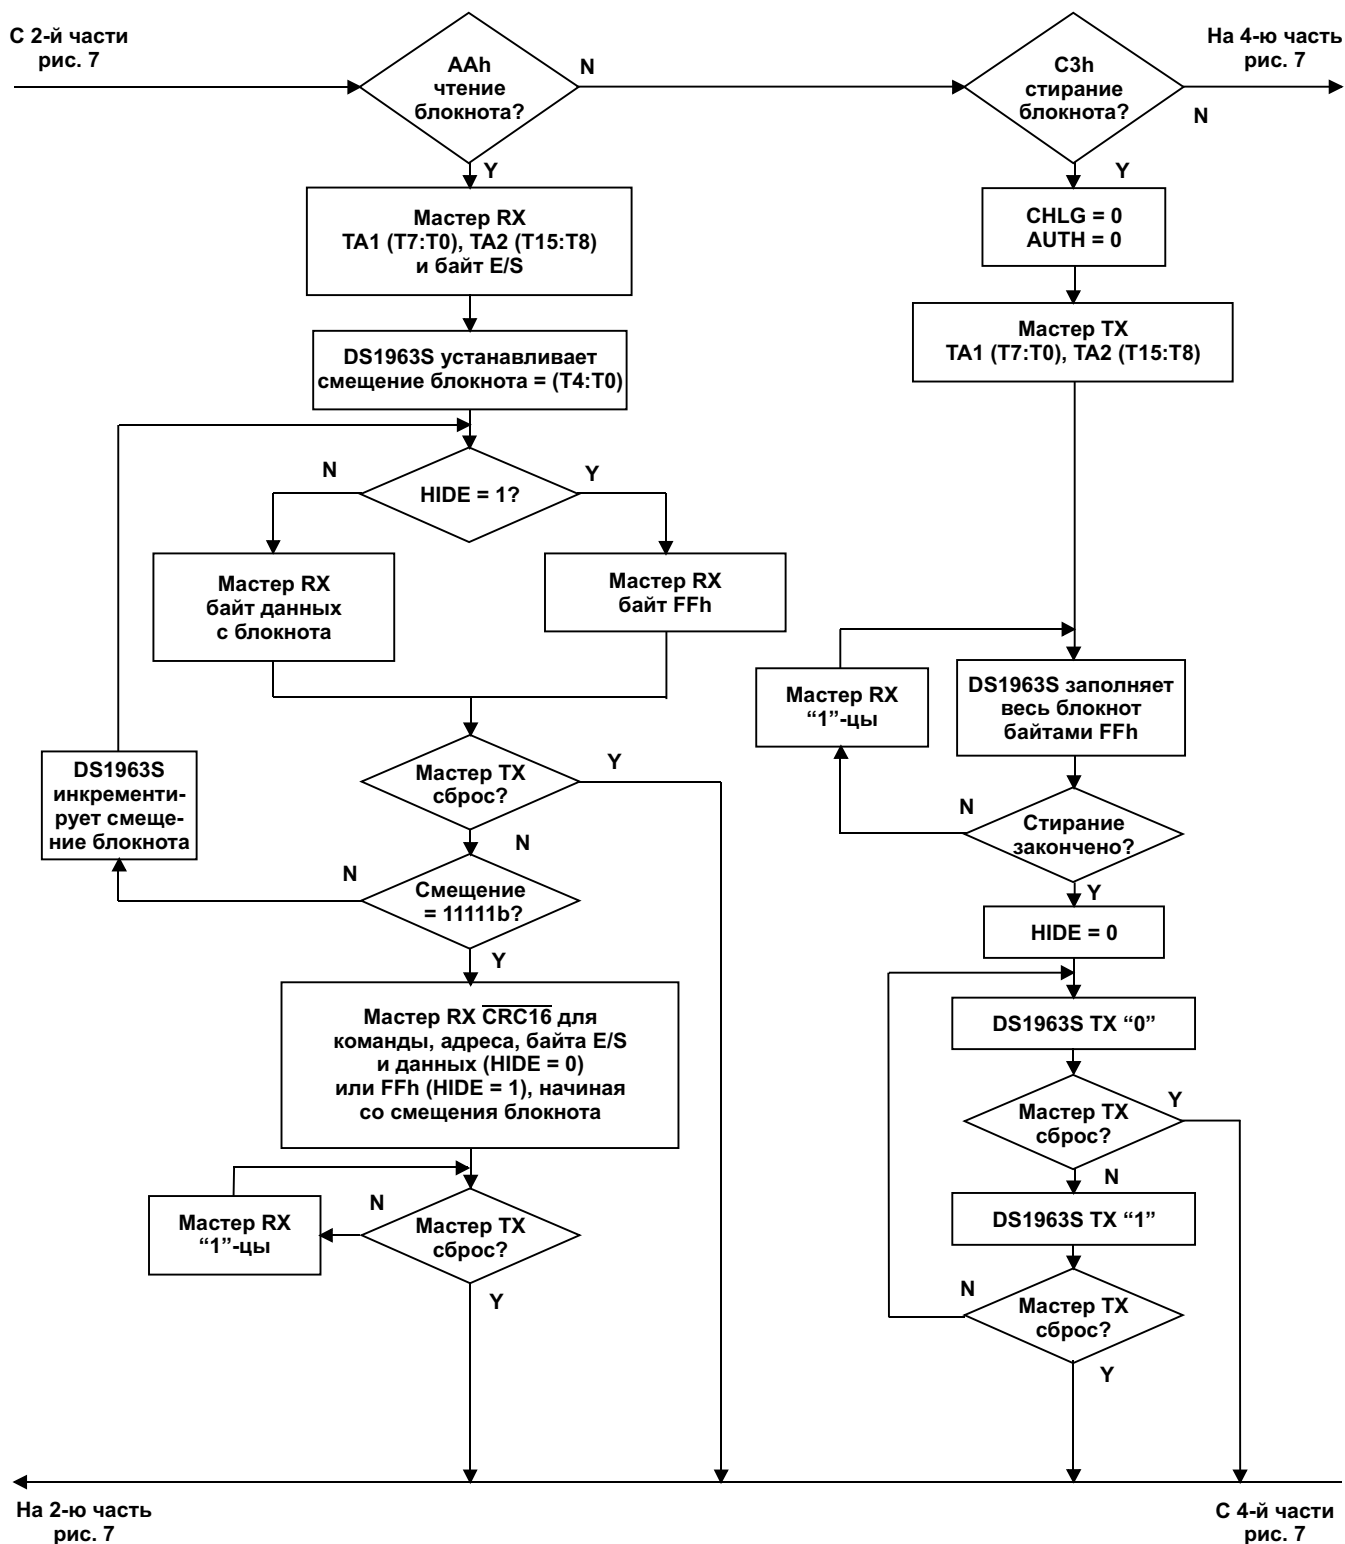 С 2-й части
рис. 7
AAh
чтение
блокнота?
N
C3h
стирание
блокнота?
На 4-ю часть
рис. 7
N
Y
Y
Мастер RX
TA1 (T7:T0), TA2 (T15:T8)
и байт E/S
CHLG = 0
AUTH = 0
DS1963S устанавливает
смещение блокнота = (T4:T0)
Мастер TX
TA1 (T7:T0), TA2 (T15:T8)
N
HIDE = 1?
Y
Мастер RX
байт данных
с блокнота
Мастер RX
байт FFh
Мастер RX
“1”-цы
DS1963S заполняет
весь блокнот
байтами FFh
DS1963S
инкременти-
рует смеще-
ние блокнота
Мастер TX
сброс?
Y
N
N
Стирание
закончено?
Y
N
Смещение
= 11111b?
Y
HIDE = 0
Мастер RX CRC16 для
команды, адреса, байта E/S
и данных (HIDE = 0)
или FFh (HIDE = 1), начиная
со смещения блокнота
DS1963S TX “0”
Мастер TX
сброс?
Y
N
Мастер RX
“1”-цы
N
Мастер TX
сброс?
Y
DS1963S TX “1”
N
Мастер TX
сброс?
Y
На 2-ю часть
рис. 7
С 4-й части
рис. 7